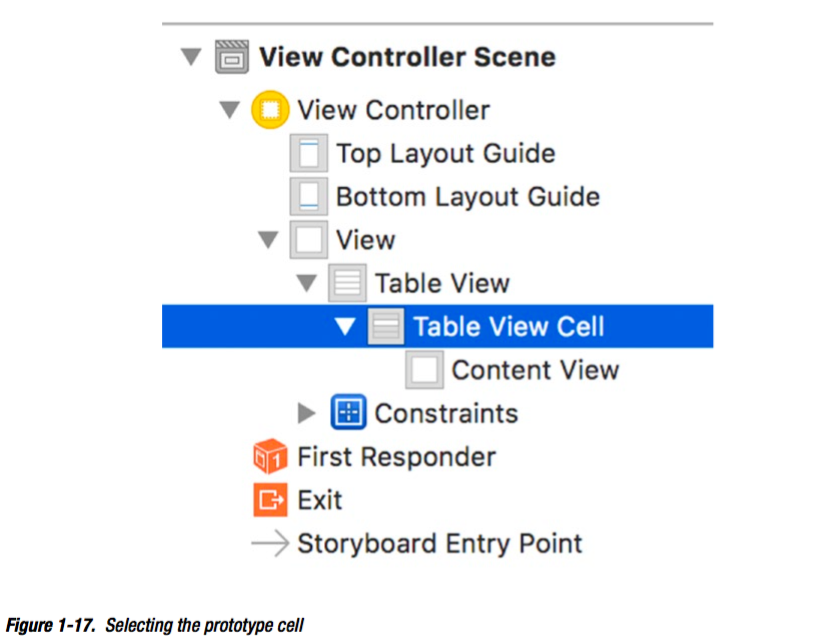 View Controller Scene
View Controller
Top Layout Guide
Bottom Layout Guide
View
Table View
Table View Cell
Content View
Constraints
1
First Responder
Exit
Storyboard Entry Point
Figure 1-17. Selecting the prototype cell